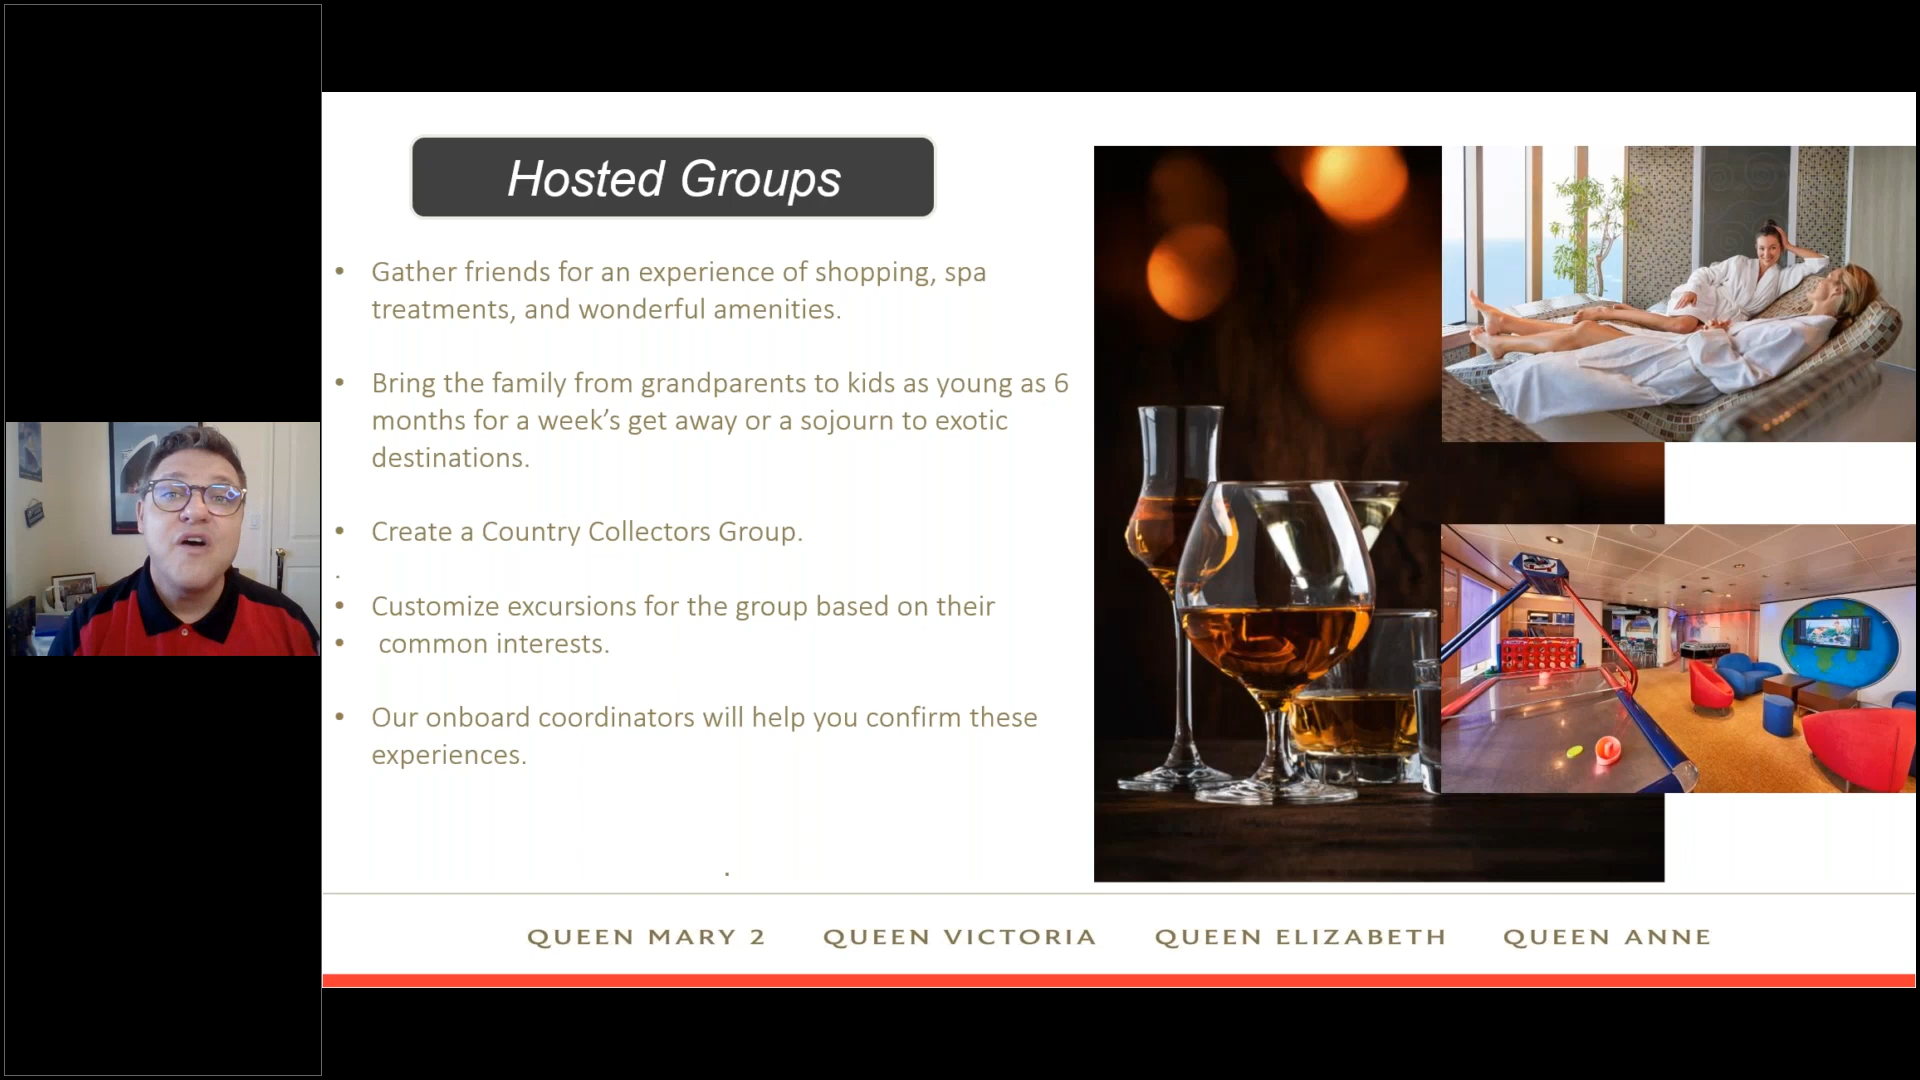 Hosted Groups
• Gather friends for an experience of shopping, spa
treatments, and wonderful amenities.
• Bring the family from grandparents to kids as young as 6
months for a week’s get away or a sojourn to exotic
destinations.
• Create a Country Collectors Group.
.
• Customize excursions for the group based on their
• common interests.
• Our onboard coordinators will help you confirm these
experiences.
.
QUEEN MARY 2 QUEEN VICTORIA QUEEN ELIZABETH QUEEN ANNE